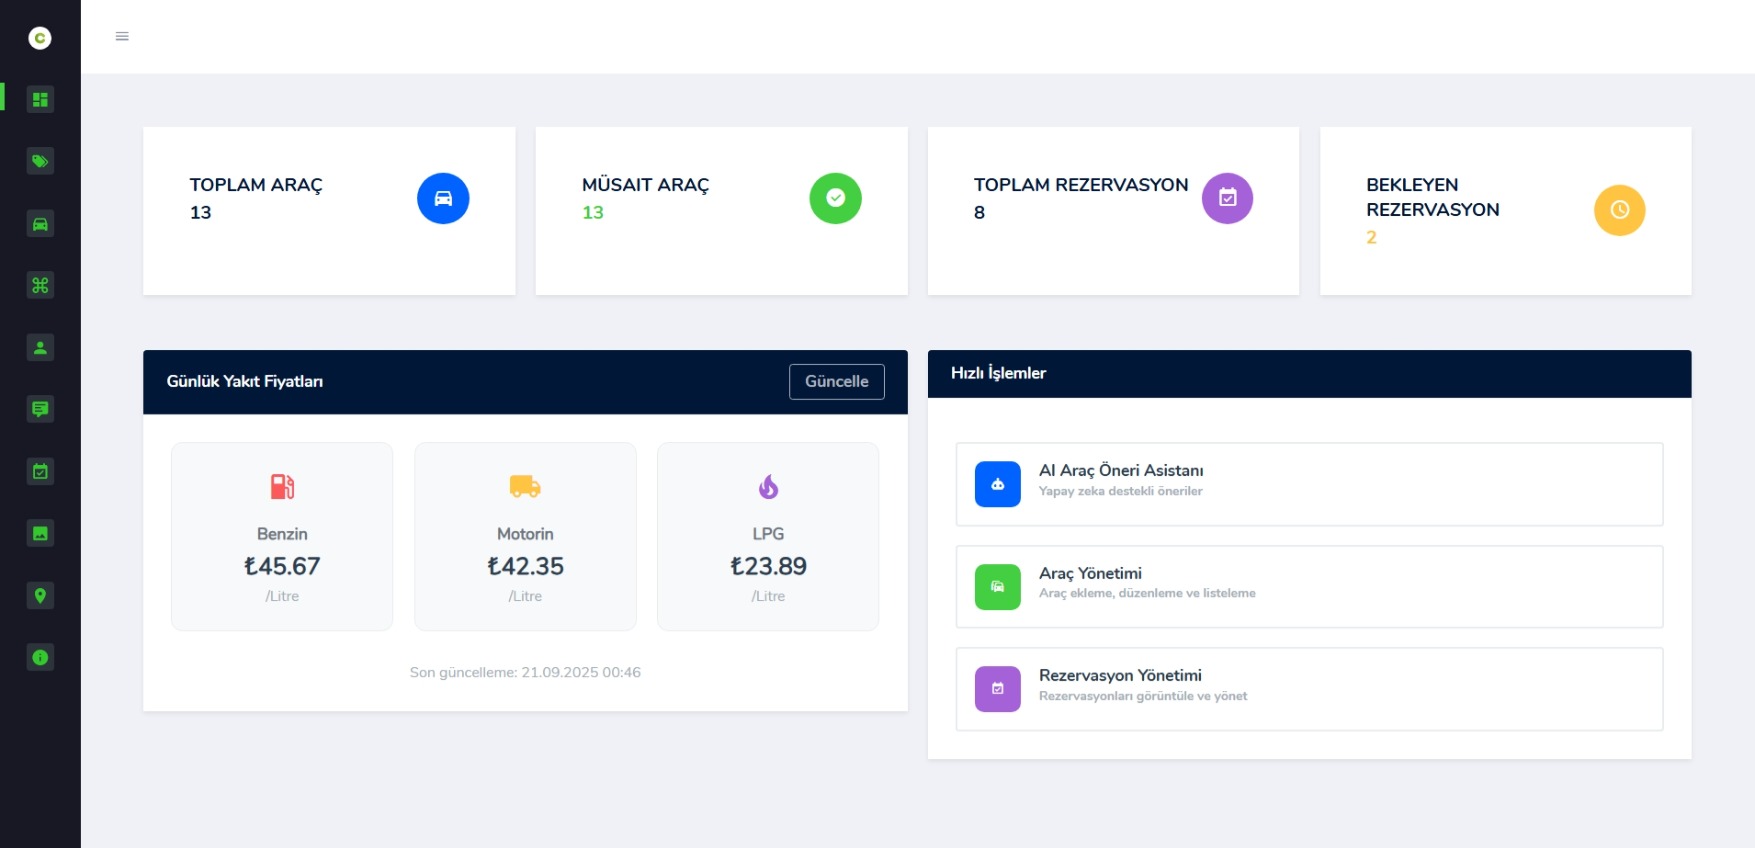 C
TOPLAM ARAÇ
13
MÜSAIT ARAÇ
13
TOPLAM REZERVASYON
8
BEKLEYEN
REZERVASYON
2
Günlük Yakıt Fiyatları
Güncelle
Benzin
₺45.67
/Litre
Motorin
₺42.35
/Litre
LPG
₺23.89
/Litre
Son güncelleme: 21.09.2025 00:46
Hızlı İşlemler
AI Araç Öneri Asistanı
Yapay zeka destekli öneriler
Araç Yönetimi
Araç ekleme, düzenleme ve listeleme
Rezervasyon Yönetimi
Rezervasyonları görüntüle ve yönet